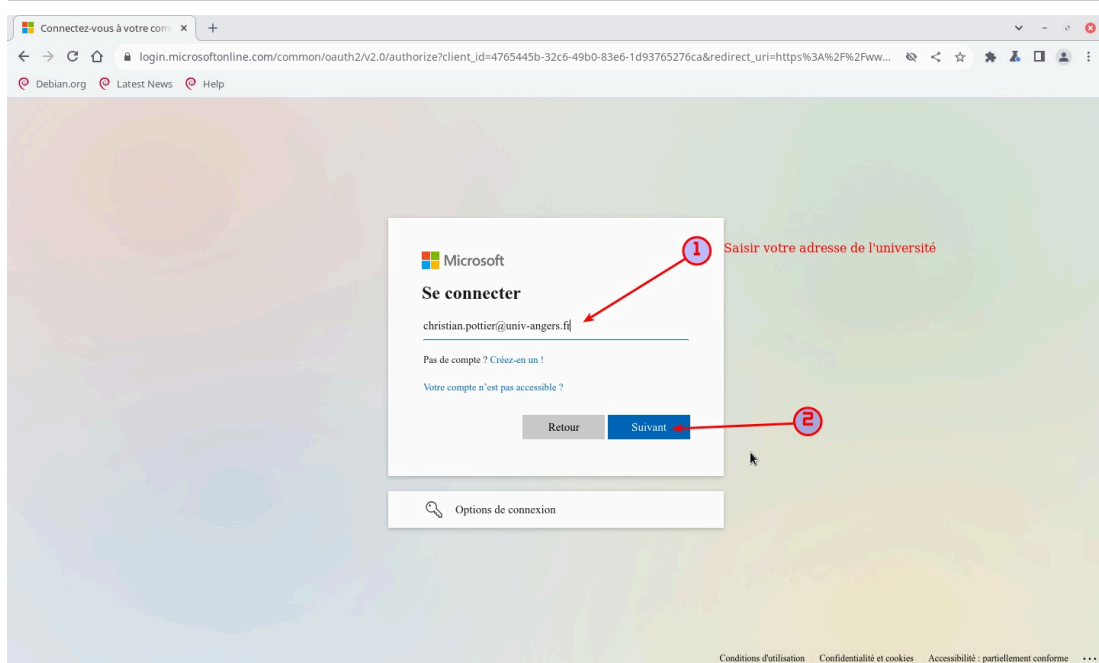 Connectez-vous à votre com
login.microsoftonline.com/common/oauth2/v2.0/authorize?client_id=4765445b-32c6-49b0-83e6-1d93765276ca&redirect_uri=https%3A%2F%2Fww...
Debian.org Latest News Help
Microsoft
1 Saisir votre adresse de l'université
Se connecter
christian.pottier@univ-angers.fr
Pas de compte ? Créez-en un !
Votre compte n'est pas accessible ?
Retour Suivant 2
Options de connexion
Conditions d'utilisation Confidentialité et cookies Accessibilité : partiellement conforme ...